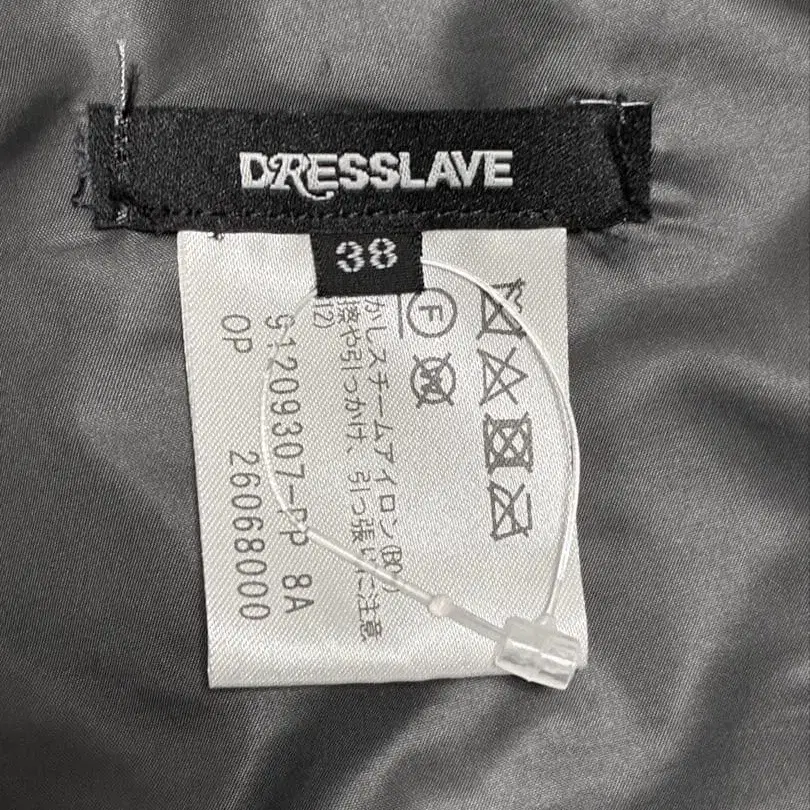 DRESSLAVE
38
F
W
かしスチームアイロン(80
擦や引っかけ、引っ張りに注意
12)
91209307-PP 8A
OP 26068000